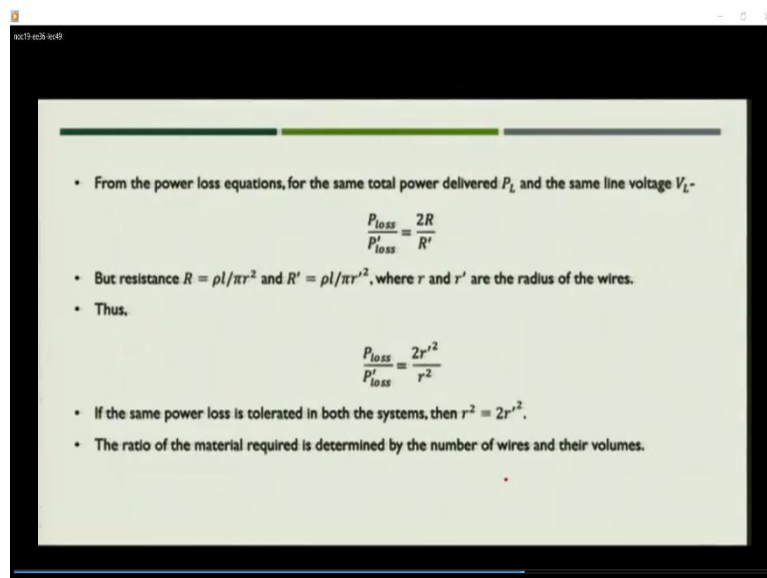 noc19-ee36-lec49
• From the power loss equations, for the same total power delivered P_L and the same line voltage V_L-
P_loss / P'_loss = 2R / R'
• But resistance R = ρl/πr² and R' = ρl/πr'², where r and r' are the radius of the wires.
• Thus,
P_loss / P'_loss = 2r'² / r²
• If the same power loss is tolerated in both the systems, then r² = 2r'².
• The ratio of the material required is determined by the number of wires and their volumes.